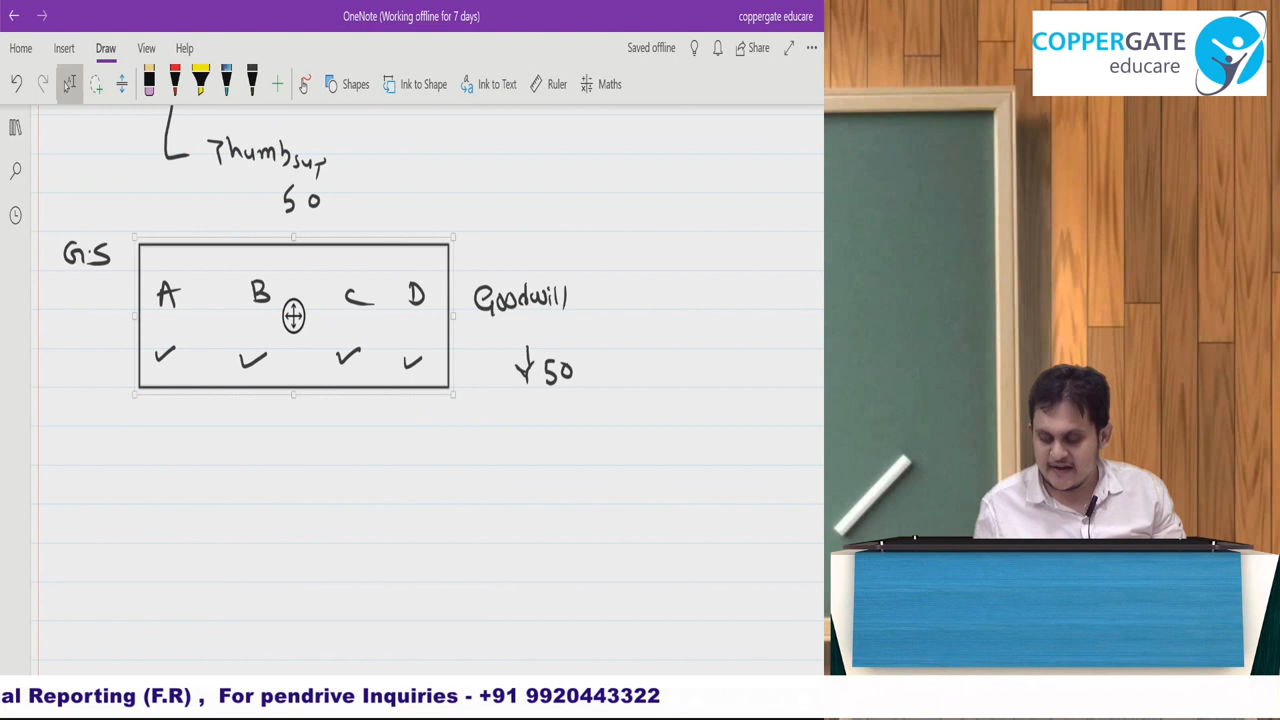 OneNote (Working offline for 7 days)
coppergate educare
Home Insert Draw View Help
Saved offline
Share
Shapes
Ink to Shape
Ink to Text
Ruler
Maths
COPPERGATE
educare
Thumbsup
50
G.S
A B C D
Goodwill
50
al Reporting (F.R) , For pendrive Inquiries - +91 9920443322